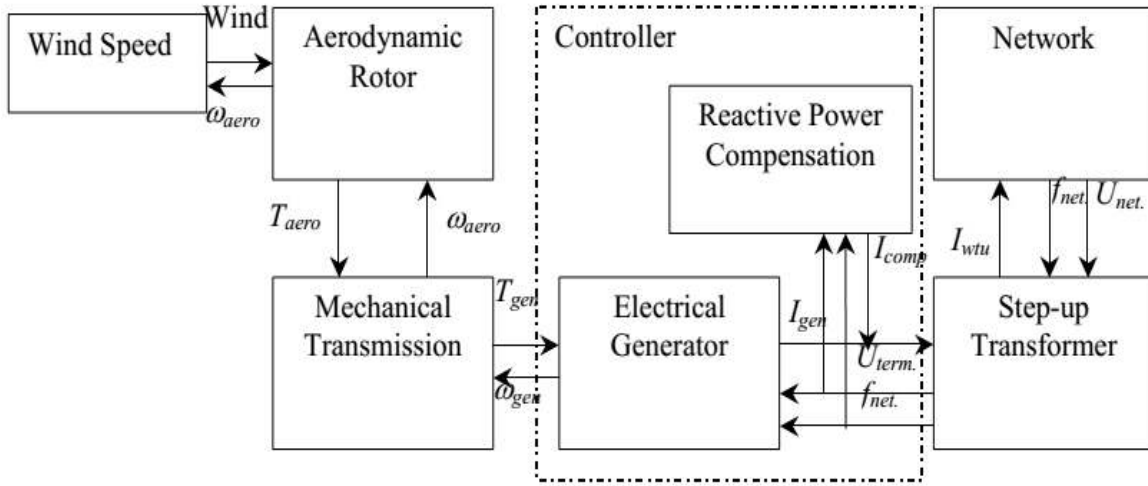 Wind Speed
Wind
ωaero
Aerodynamic
Rotor
Controller
Reactive Power
Compensation
Network
Taero
ωaero
Icomp
Iwtu
fnet.
Unet.
Mechanical
Transmission
Tgen
ωgen
Electrical
Generator
Igen
Uterm.
fnet.
Step-up
Transformer